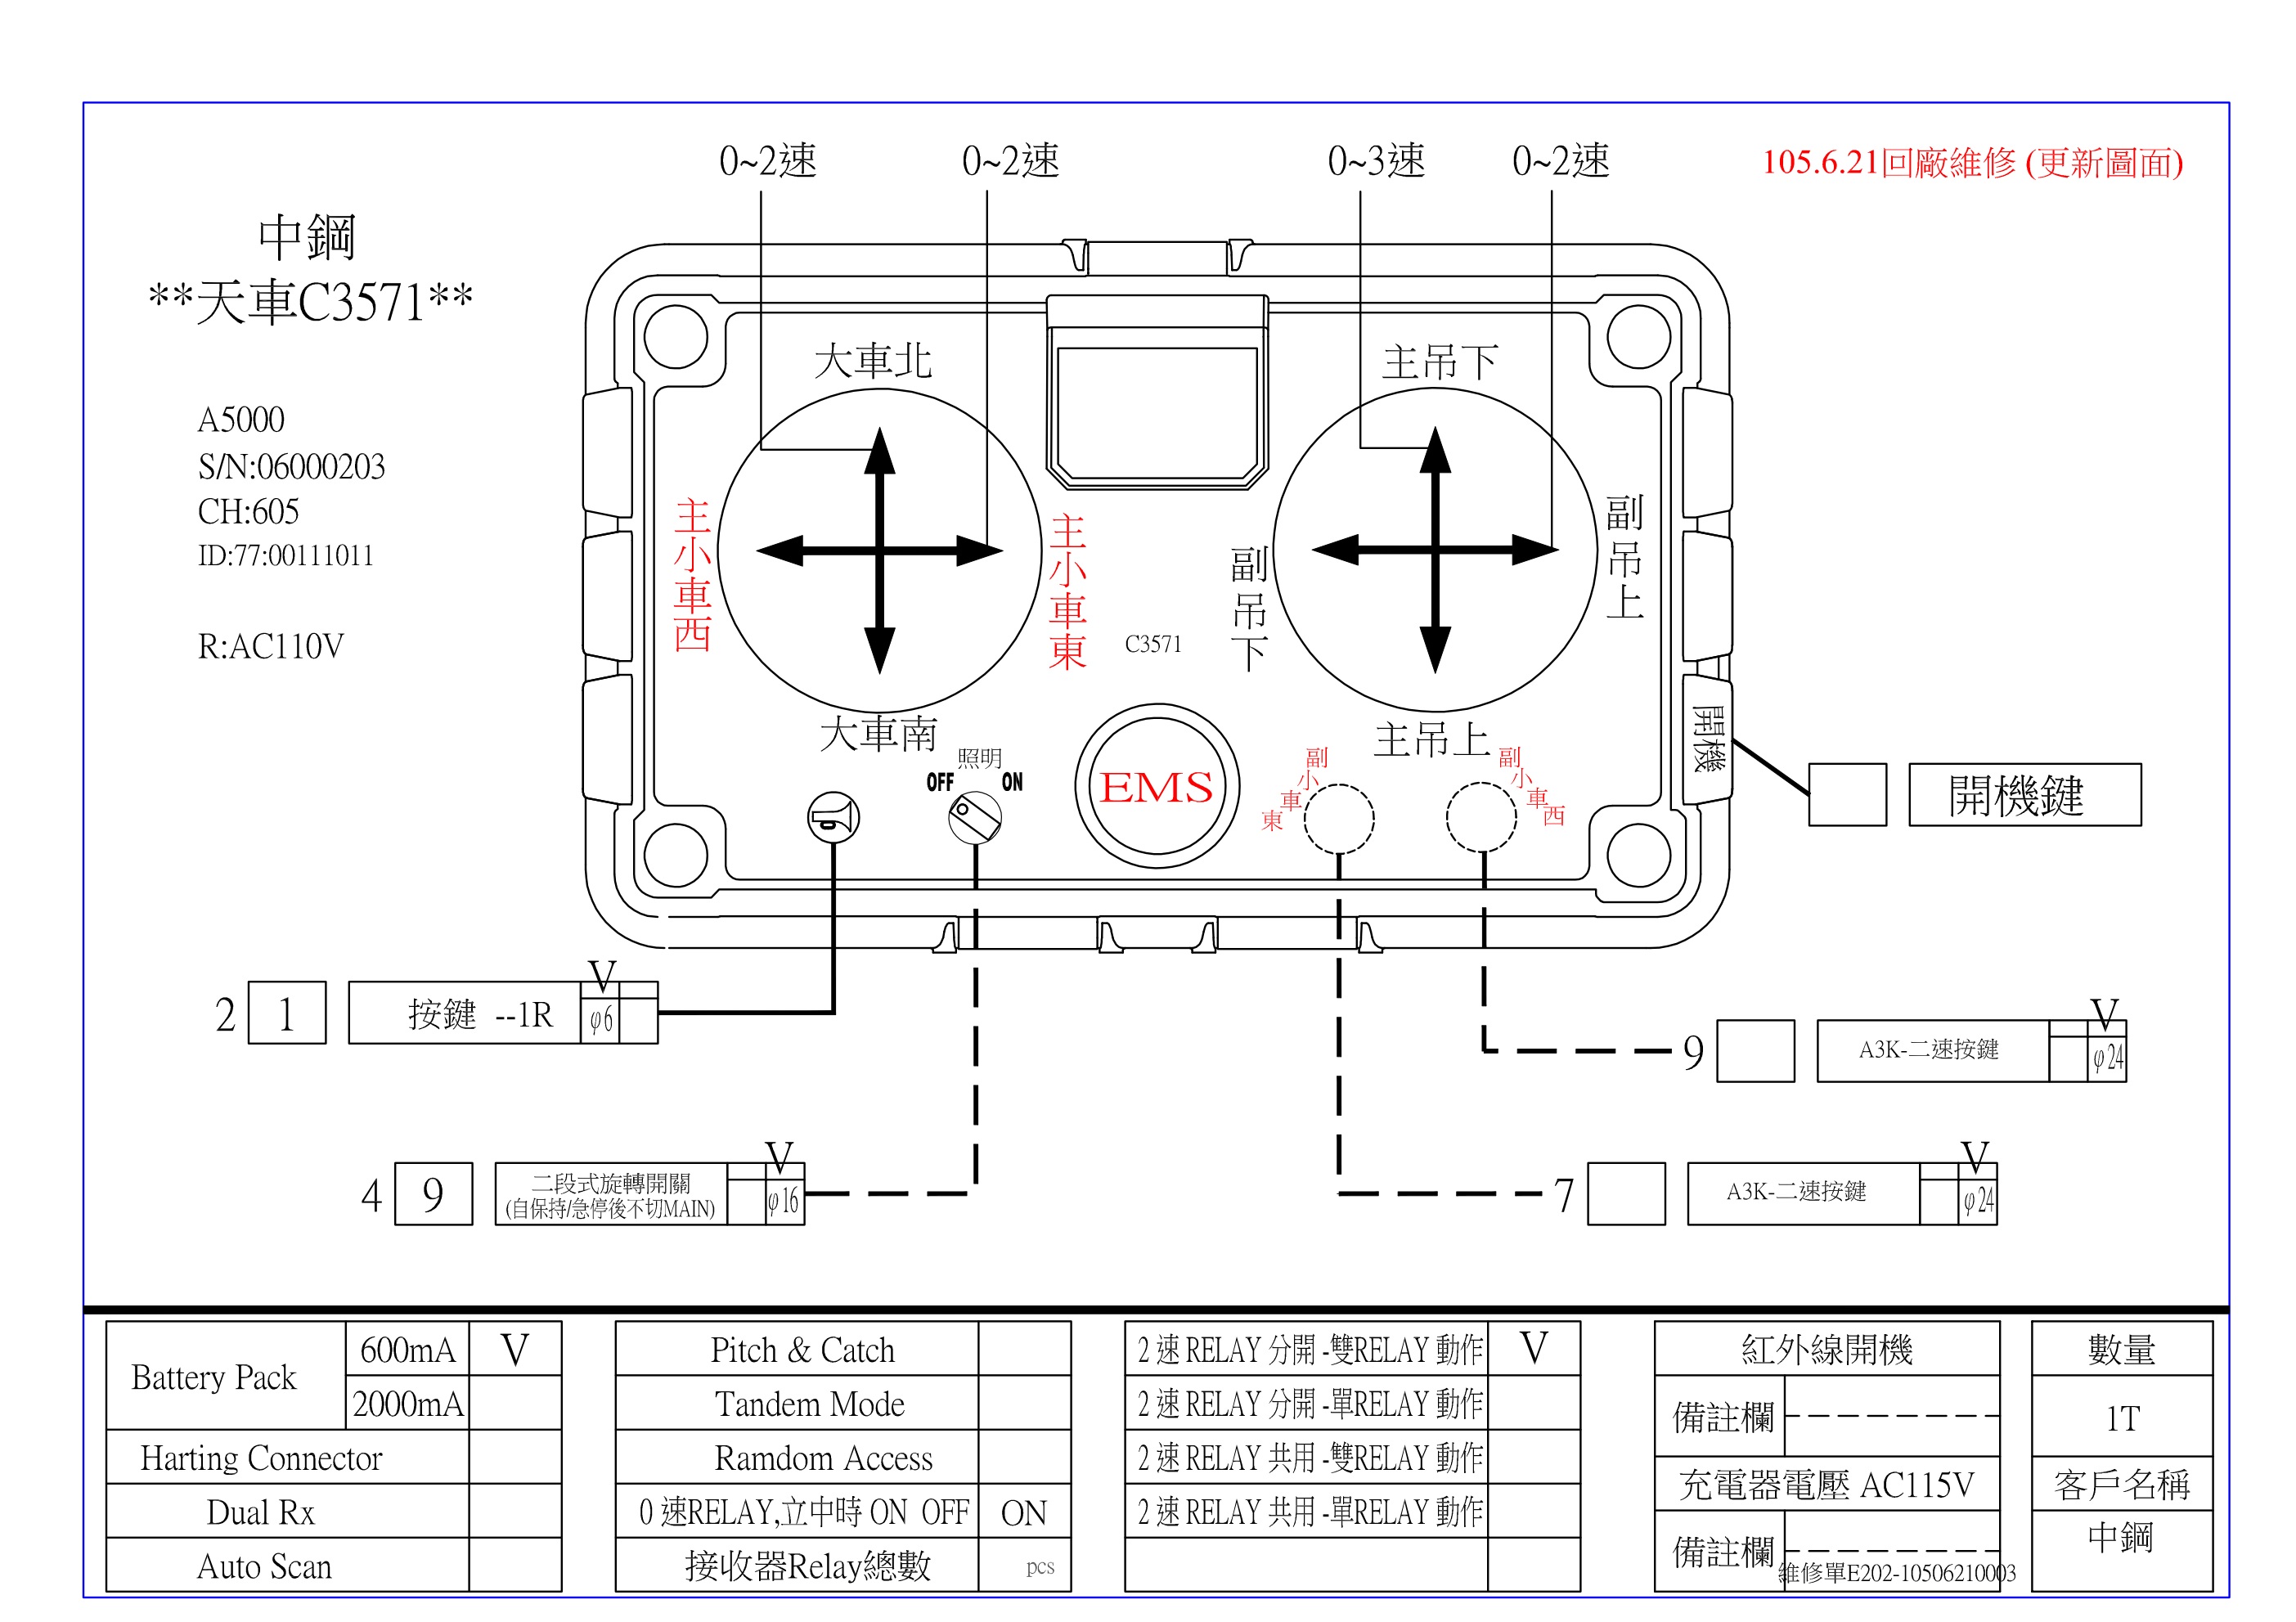 0~2速
0~2速
0~3速
0~2速
105.6.21回廠維修 (更新圖面)
中鋼
**天車C3571**
A5000
S/N:06000203
CH:605
ID:77:00111011
R:AC110V
大車北
主小車西
主小車東
大車南
主吊下
副吊下
副吊上
主吊上
C3571
照明
OFF
ON
EMS
副小車東
副小車西
開機
開機鍵
2
1
按鍵 --1R
V
φ6
9
A3K-二速按鍵
V
φ24
4
9
二段式旋轉開關
(自保持/急停後不切MAIN)
V
φ16
7
A3K-二速按鍵
V
φ24
Battery Pack
600mA
V
2000mA
Harting Connector
Dual Rx
Auto Scan
Pitch & Catch
Tandem Mode
Ramdom Access
0 速RELAY,立中時 ON OFF
ON
接收器Relay總數
pcs
2 速 RELAY 分開 -雙RELAY 動作
V
2 速 RELAY 分開 -單RELAY 動作
2 速 RELAY 共用 -雙RELAY 動作
2 速 RELAY 共用 -單RELAY 動作
紅外線開機
備註欄
充電器電壓 AC115V
備註欄
維修單E202-10506210003
數量
1T
客戶名稱
中鋼